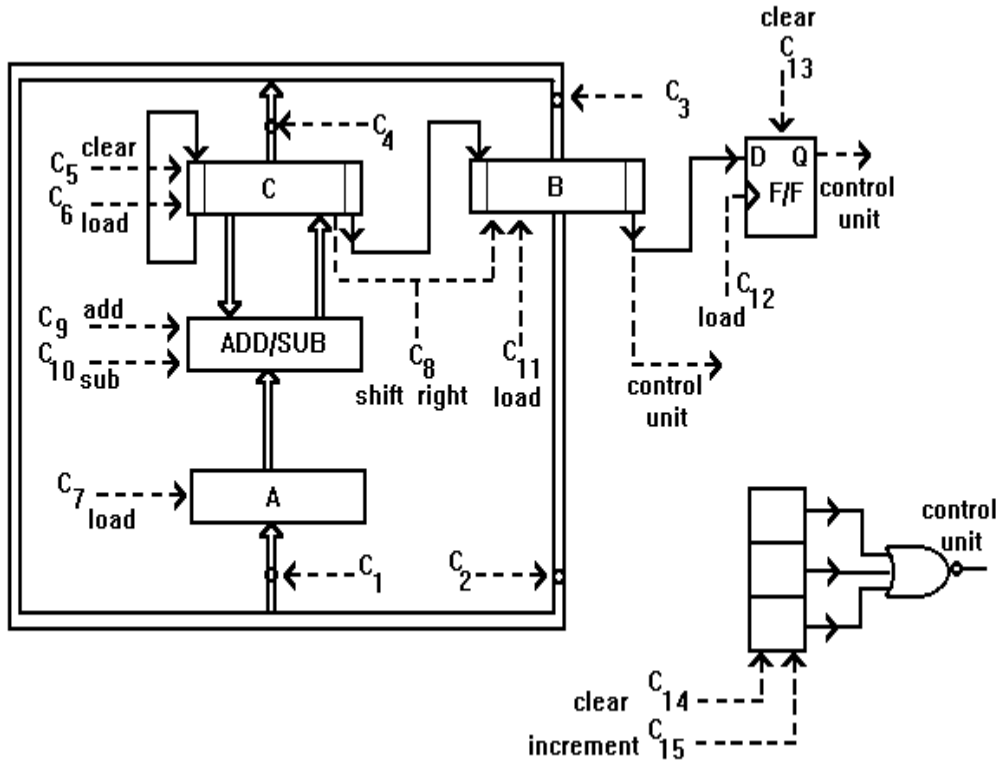 clear
C13
C3
C4
C5 clear
C6 load
C
B
D Q
F/F
control
unit
C12
load
C9 add
C10 sub
ADD/SUB
C8
shift right
C11
load
control
unit
C7
load
A
C1
C2
control
unit
clear C14
increment C15